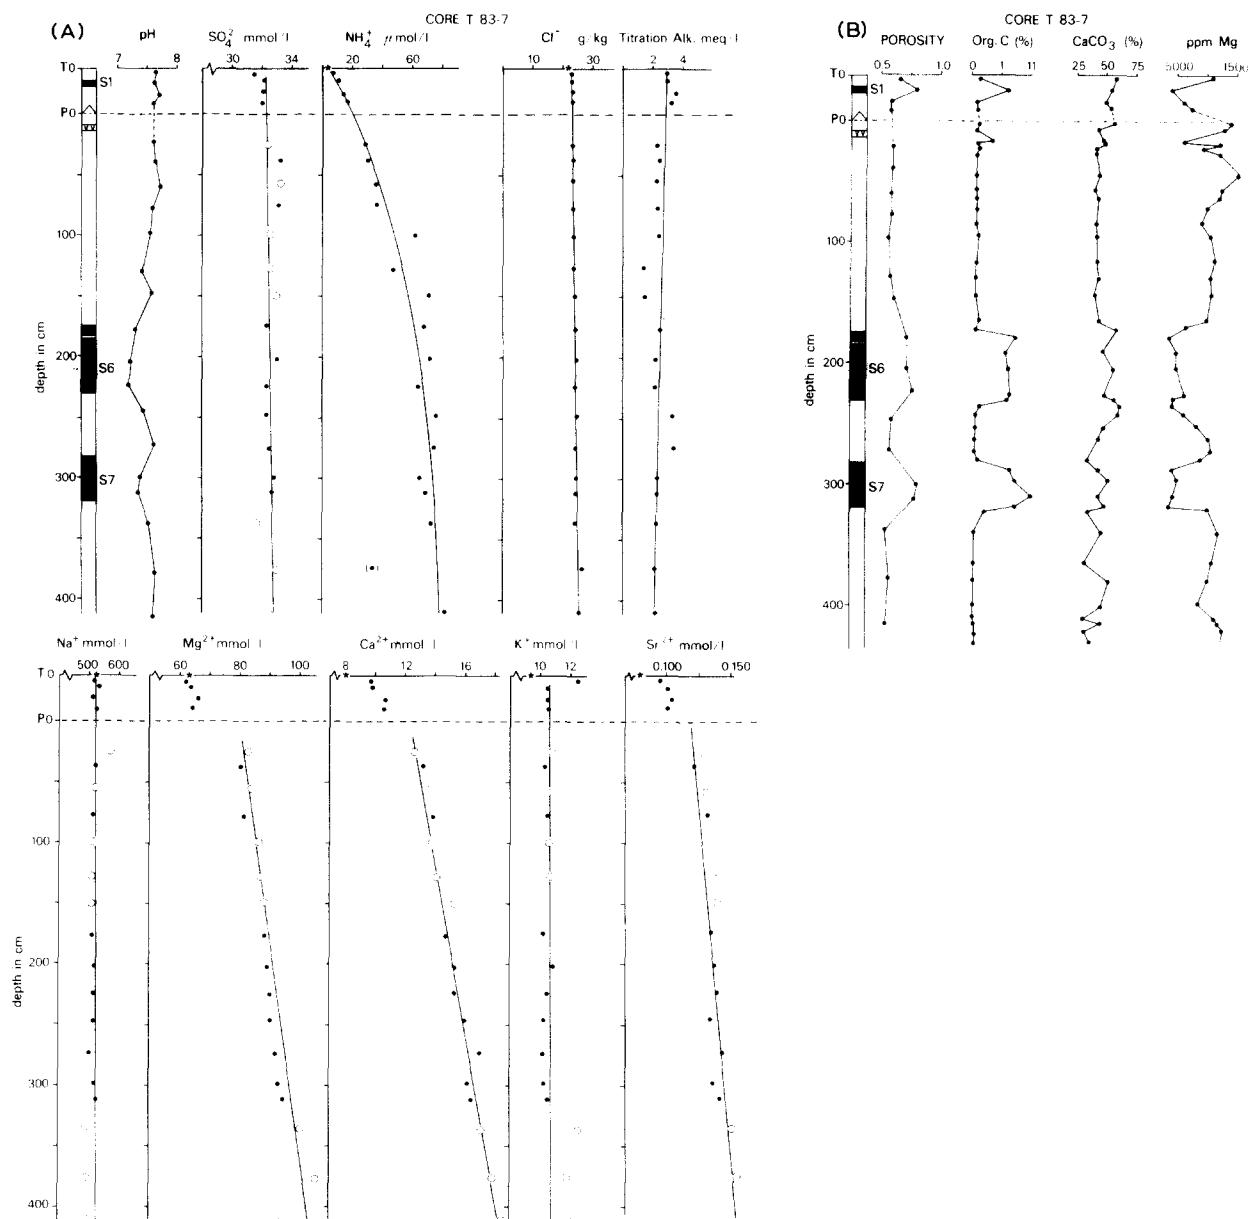 CORE T 83-7
(A) pH SO₄² mmol/l NH₄⁺ μmol/l Cl⁻ g/kg Titration Alk. meq·l
7 8 30 34 20 60 20 30 2 4
T0
S1
P0
100
200
S6
300
S7
400
depth in cm
Na⁺ mmol·l Mg²⁺ mmol·l Ca²⁺ mmol l K⁺ mmol/l Sr²⁺ mmol/l
500 600 60 80 100 8 12 16 10 12 0.100 0.150
T0
P0
100
200
300
400
depth in cm
CORE T 83-7
(B) POROSITY Org. C (%) CaCO₃ (%) ppm Mg
0.5 1.0 0 1 11 25 50 75 5000 1500
T0
S1
P0
100
200
S6
300
S7
400
depth in cm